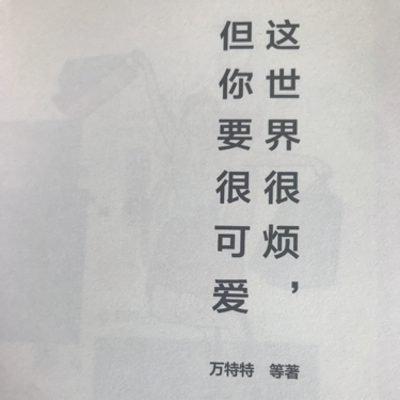 这世界很烦，
但你要很可爱
万特特 等著